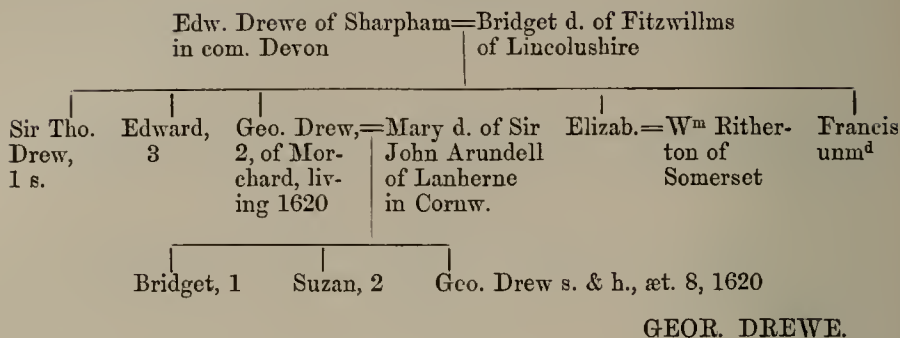 Edw. Drewe of Sharpham=Bridget d. of Fitzwillms
in com. Devon of Lincolushire
Sir Tho. Edward, Geo. Drew,=Mary d. of Sir Elizab.=Wᵐ Rither- Francis
Drew, 3 2, of Mor- John Arundell ton of unmᵈ
1 s. chard, liv- of Lanherne Somerset
ing 1620 in Cornw.
Bridget, 1 Suzan, 2 Geo. Drew s. & h., æt. 8, 1620
GEOR. DREWE.